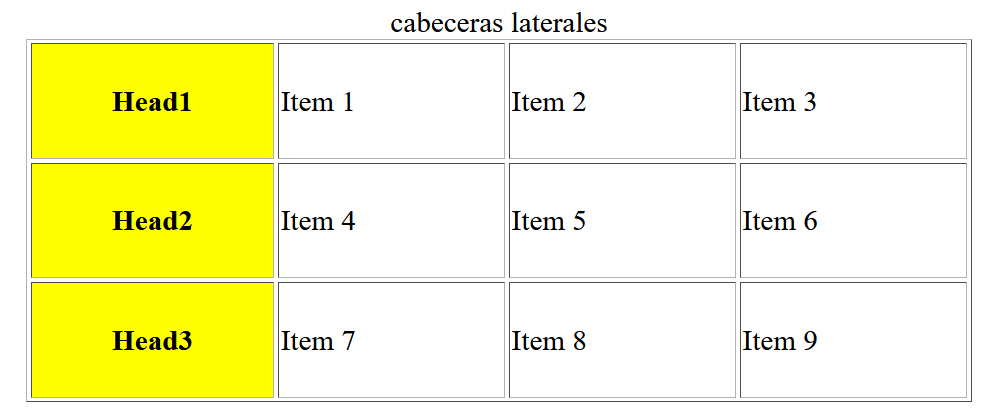 cabeceras laterales
Head1 Item 1 Item 2 Item 3
Head2 Item 4 Item 5 Item 6
Head3 Item 7 Item 8 Item 9